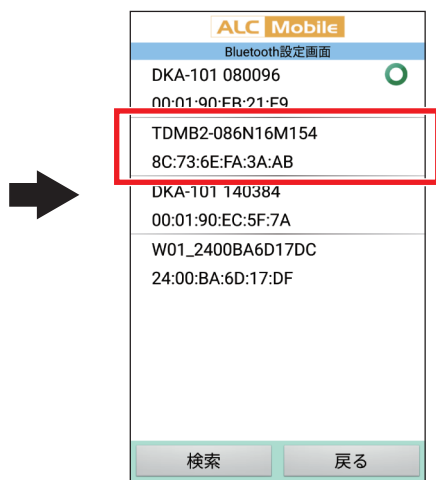 ALC Mobile
Bluetooth設定画面
DKA-101 080096
00:01:90:EB:21:F9
TDMB2-086N16M154
8C:73:6E:FA:3A:AB
DKA-101 140384
00:01:90:EC:5F:7A
W01_2400BA6D17DC
24:00:BA:6D:17:DF
検索
戻る